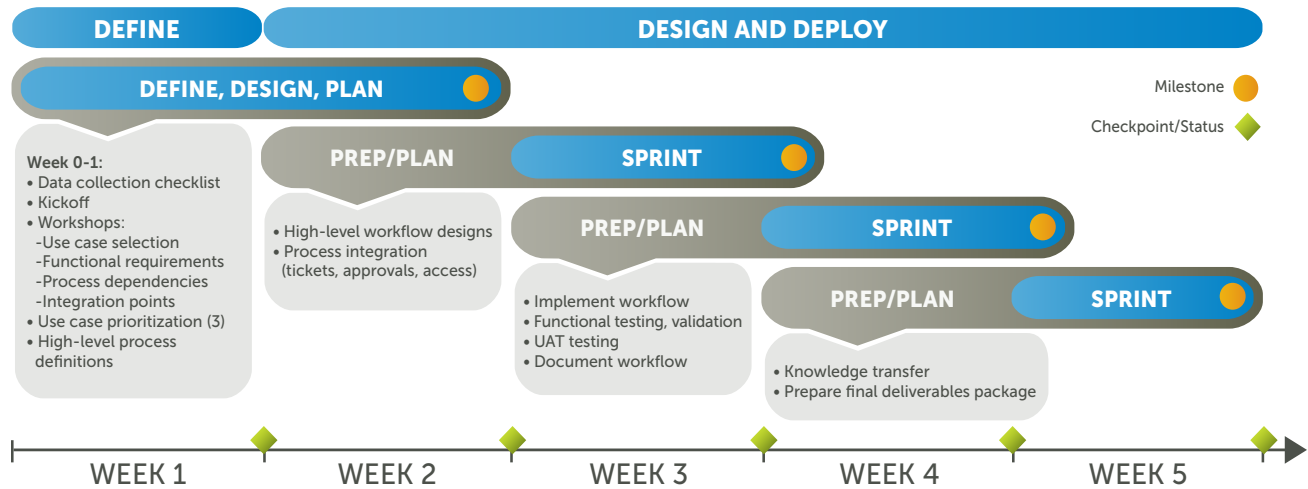 DEFINE
DESIGN AND DEPLOY
DEFINE, DESIGN, PLAN
Milestone
Checkpoint/Status
PREP/PLAN
SPRINT
Week 0-1:
• Data collection checklist
• Kickoff
• Workshops:
-Use case selection
-Functional requirements
-Process dependencies
-Integration points
• Use case prioritization (3)
• High-level process
definitions
• High-level workflow designs
• Process integration
(tickets, approvals, access)
PREP/PLAN
SPRINT
• Implement workflow
• Functional testing, validation
• UAT testing
• Document workflow
PREP/PLAN
SPRINT
• Knowledge transfer
• Prepare final deliverables package
WEEK 1
WEEK 2
WEEK 3
WEEK 4
WEEK 5